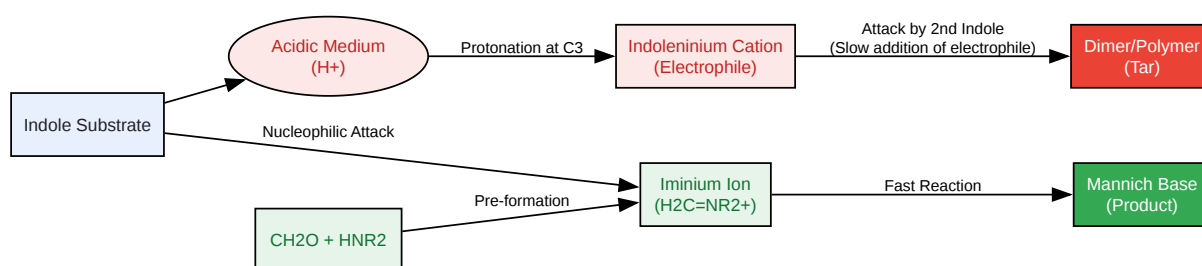 Acidic Medium
(H+)
Protonation at C3
Indoleninium Cation
(Electrophile)
Attack by 2nd Indole
(Slow addition of electrophile)
Dimer/Polymer
(Tar)
Indole Substrate
Nucleophilic Attack
CH2O + HNR2
Pre-formation
Iminium Ion
(H2C=NR2+)
Fast Reaction
Mannich Base
(Product)